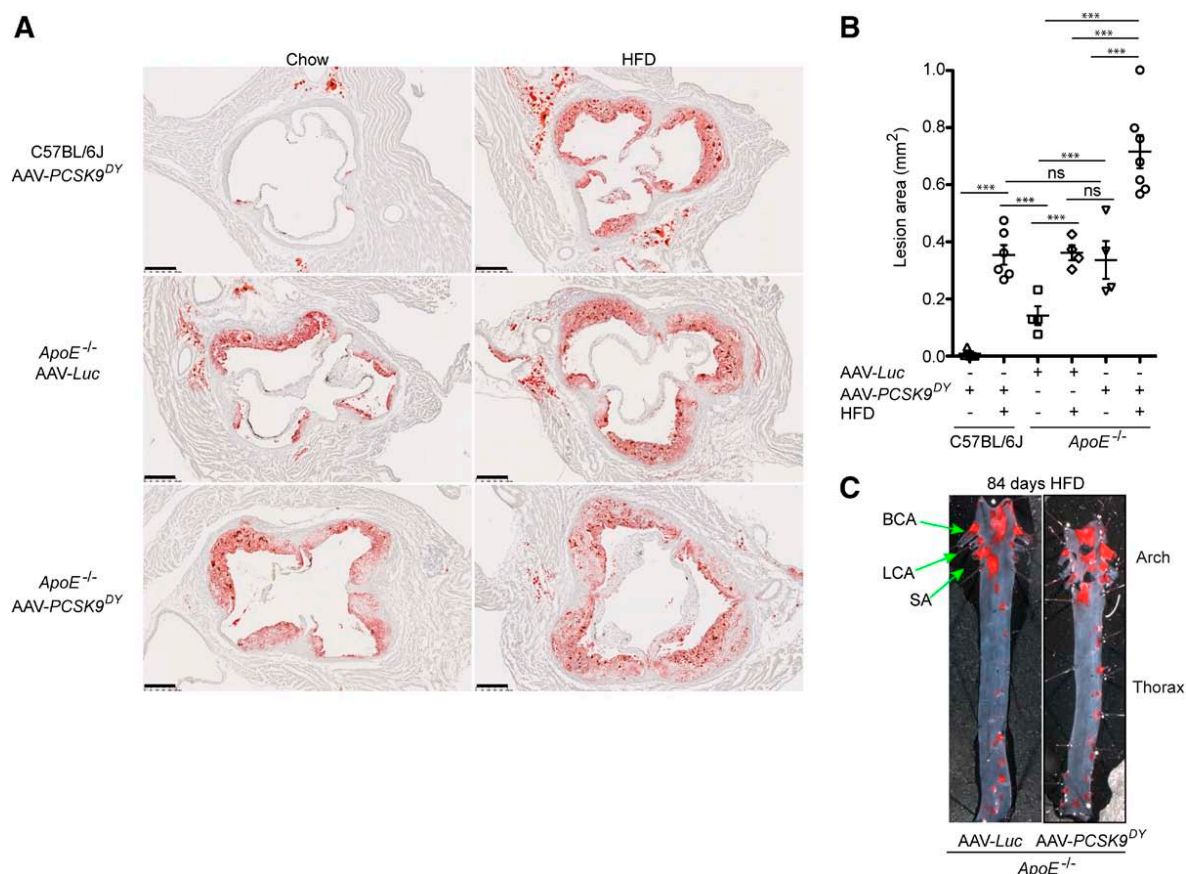 A
Chow HFD
C57BL/6J
AAV-PCSK9DY
ApoE-/-
AAV-Luc
ApoE-/-
AAV-PCSK9DY
B
***
***
***
***
ns
***
***
ns
***
Lesion area (mm2)
1.0
0.8
0.6
0.4
0.2
0.0
AAV-Luc - - + + - -
AAV-PCSK9DY + + - - + +
HFD - + - + - +
C57BL/6J ApoE-/-
C
84 days HFD
BCA
LCA
SA
Arch
Thorax
AAV-Luc AAV-PCSK9DY
ApoE-/-